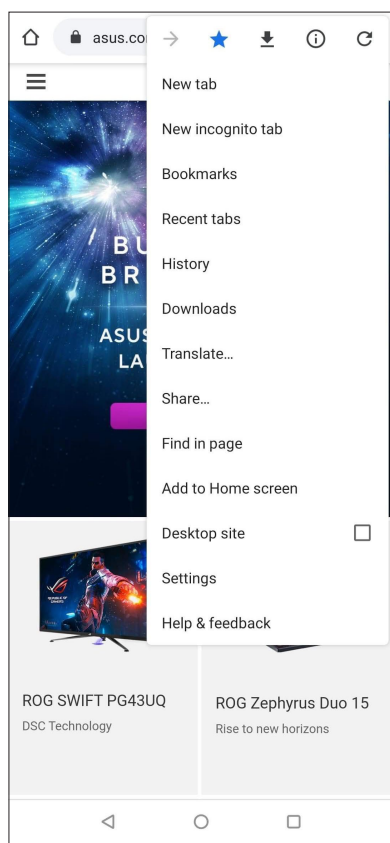 asus.co
New tab
New incognito tab
Bookmarks
Recent tabs
History
Downloads
Translate...
Share...
Find in page
Add to Home screen
Desktop site
Settings
Help & feedback
BU
BR
ASUS
LA
ROG SWIFT PG43UQ
DSC Technology
ROG Zephyrus Duo 15
Rise to new horizons